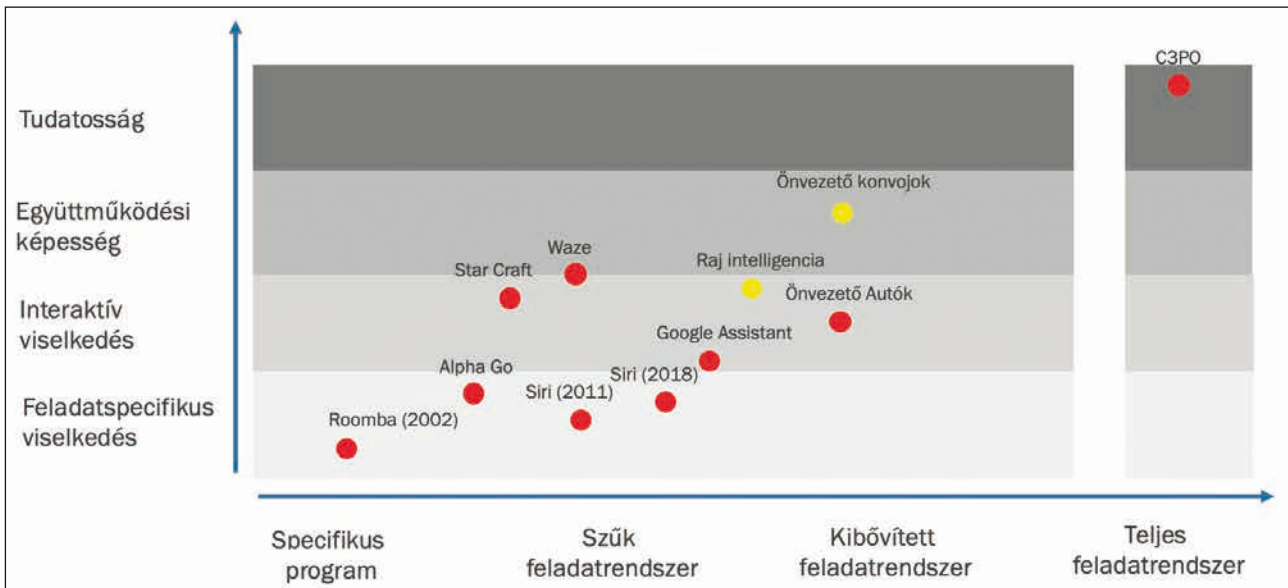 C3PO
Tudatosság
Önvezető konvojok
Együttműködési
képesség
Waze
Raj intelligencia
Star Craft
Önvezető Autók
Interaktív
viselkedés
Google Assistant
Alpha Go
Siri (2018)
Siri (2011)
Feladatspecifikus
viselkedés
Roomba (2002)
Specifikus
program
Szűk
feladatrendszer
Kibővített
feladatrendszer
Teljes
feladatrendszer